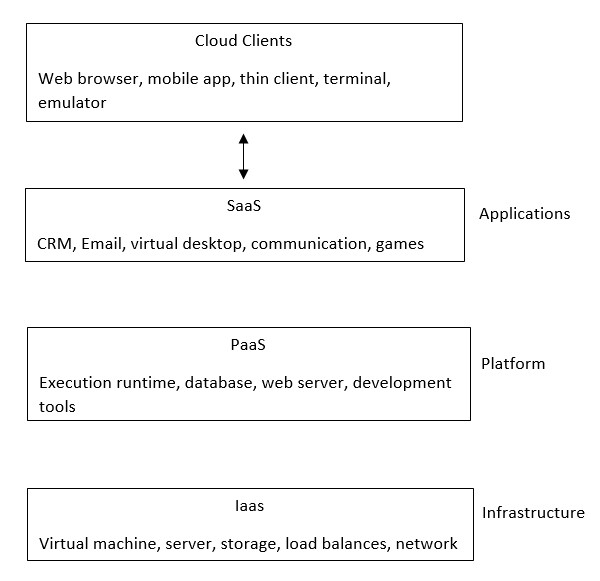 Cloud Clients
Web browser, mobile app, thin client, terminal,
emulator
SaaS
CRM, Email, virtual desktop, communication, games
Applications
PaaS
Execution runtime, database, web server, development
tools
Platform
Iaas
Virtual machine, server, storage, load balances, network
Infrastructure